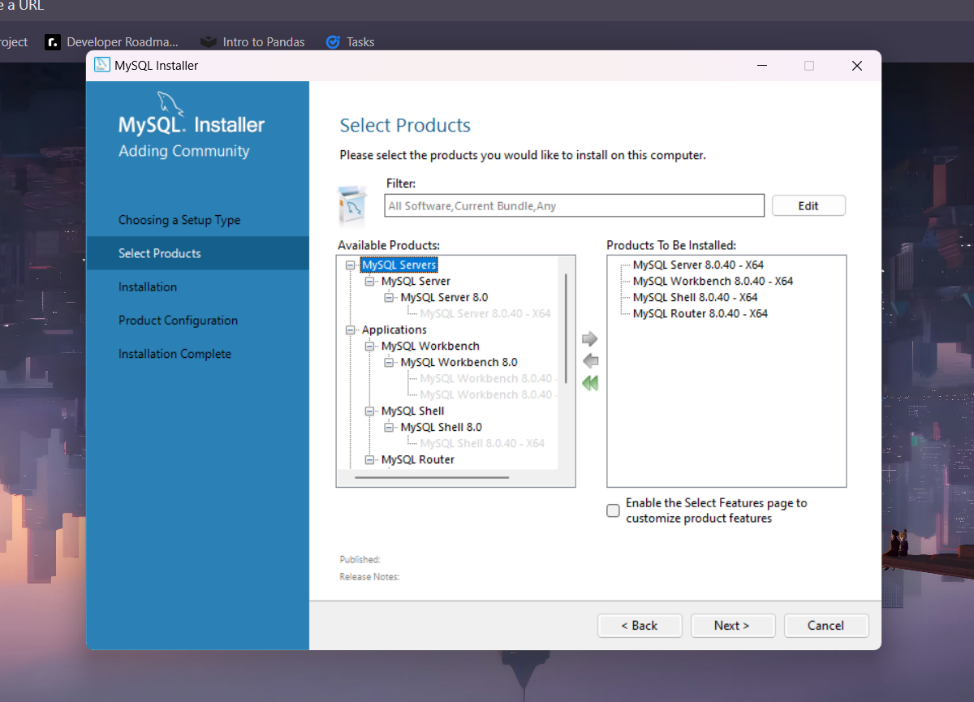 e a URL
roject
r. Developer Roadma...
Intro to Pandas
Tasks
MySQL Installer
MySQL. Installer
Adding Community
Choosing a Setup Type
Select Products
Installation
Product Configuration
Installation Complete
Select Products
Please select the products you would like to install on this computer.
Filter:
All Software,Current Bundle,Any
Edit
Available Products:
MySQL Servers
MySQL Server
MySQL Server 8.0
MySQL Server 8.0.40 - X64
Applications
MySQL Workbench
MySQL Workbench 8.0
MySQL Workbench 8.0.40 -
MySQL Workbench 8.0.40 -
MySQL Shell
MySQL Shell 8.0
MySQL Shell 8.0.40 - X64
MySQL Router
Products To Be Installed:
MySQL Server 8.0.40 - X64
MySQL Workbench 8.0.40 - X64
MySQL Shell 8.0.40 - X64
MySQL Router 8.0.40 - X64
Enable the Select Features page to
customize product features
Published:
Release Notes:
< Back
Next >
Cancel